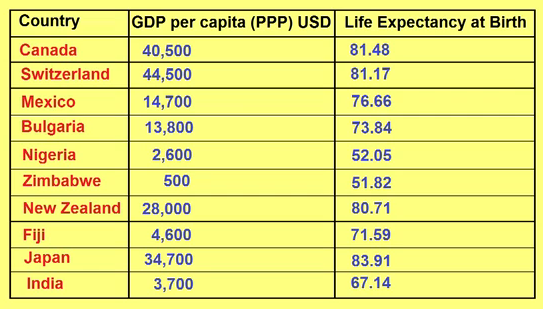 Country GDP per capita (PPP) USD Life Expectancy at Birth
Canada 40,500 81.48
Switzerland 44,500 81.17
Mexico 14,700 76.66
Bulgaria 13,800 73.84
Nigeria 2,600 52.05
Zimbabwe 500 51.82
New Zealand 28,000 80.71
Fiji 4,600 71.59
Japan 34,700 83.91
India 3,700 67.14